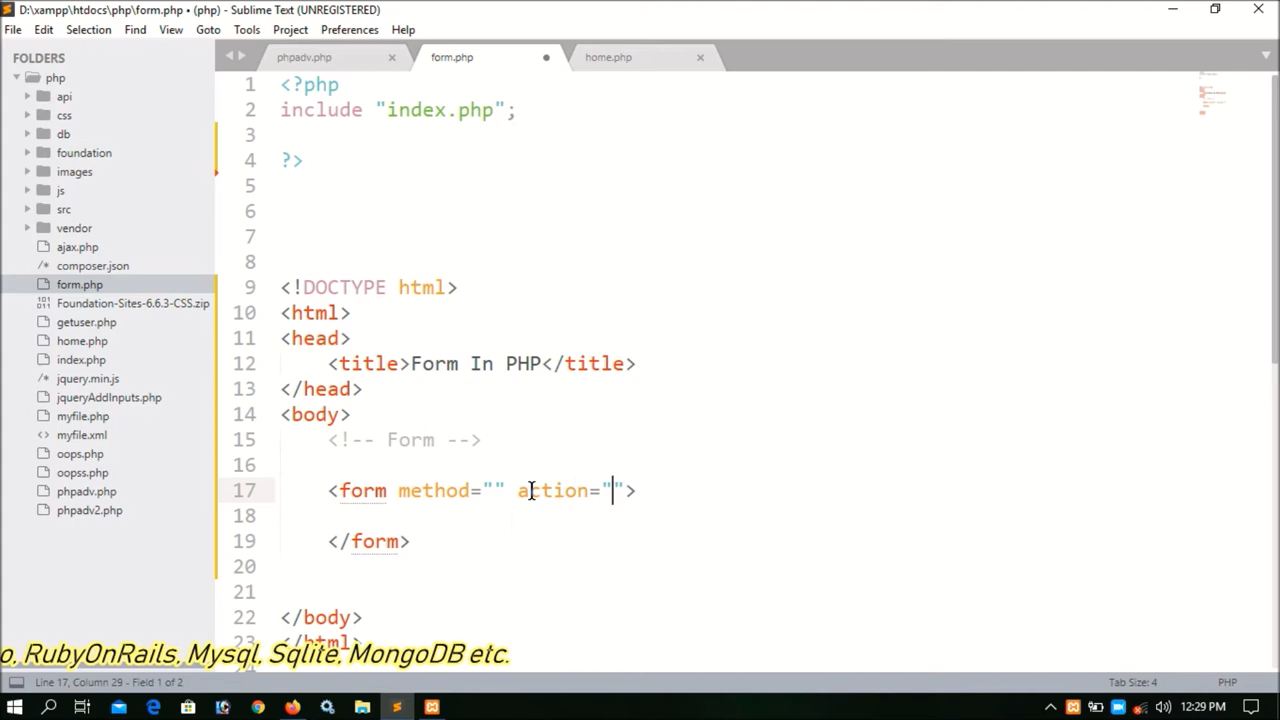 D:\xampp\htdocs\php\form.php • (php) - Sublime Text (UNREGISTERED)
File Edit Selection Find View Goto Tools Project Preferences Help
FOLDERS
php
api
css
db
foundation
images
js
src
vendor
ajax.php
/* composer.json
form.php
Foundation-Sites-6.6.3-CSS.zip
getuser.php
home.php
index.php
/* jquery.min.js
jqueryAddInputs.php
myfile.php
<> myfile.xml
oops.php
oopss.php
phpadv.php
phpadv2.php
phpadv.php × form.php • home.php ×
1 <?php
2 include "index.php";
3
4 ?>
5
6
7
8
9 <!DOCTYPE html>
10 <html>
11 <head>
12 <title>Form In PHP</title>
13 </head>
14 <body>
15 <!-- Form -->
16
17 <form method="" action="">
18
19 </form>
20
21
22 </body>
23 </html>
o, RubyOnRails, Mysql, Sqlite, MongoDB etc.
Line 17, Column 29 - Field 1 of 2 Tab Size: 4 PHP
12:29 PM